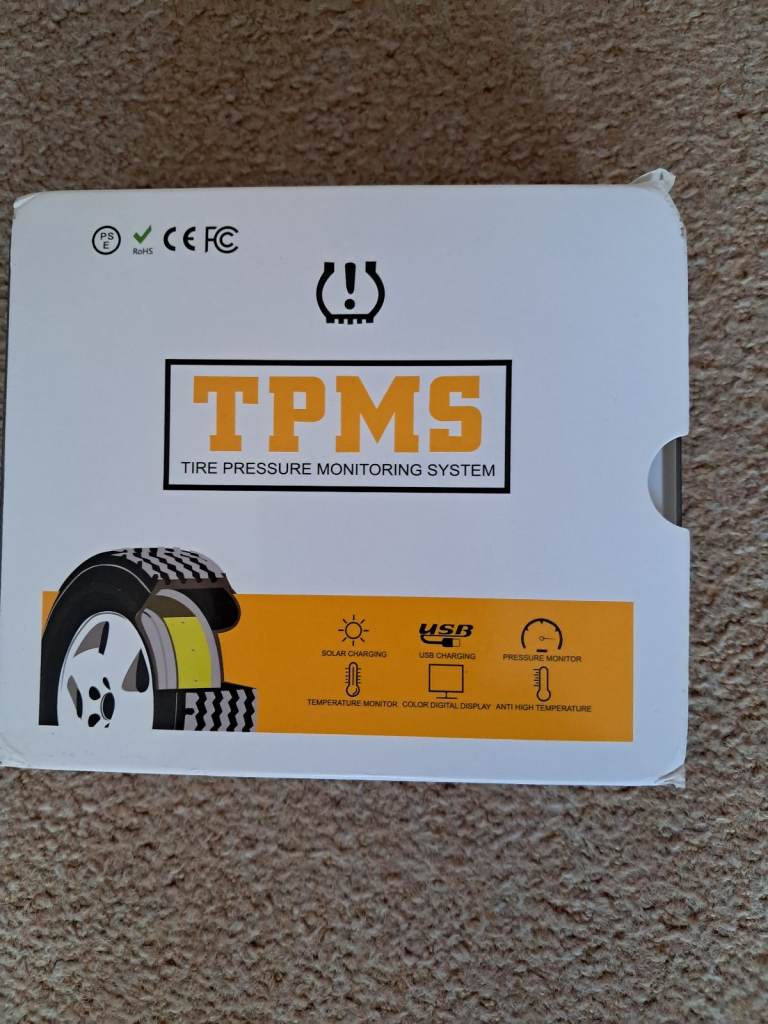 PS
E
RoHS
CE FC
TPMS
TIRE PRESSURE MONITORING SYSTEM
USB
SOLAR CHARGING USB CHARGING PRESSURE MONITOR
TEMPERATURE MONITOR COLOR DIGITAL DISPLAY ANTI HIGH TEMPERATURE